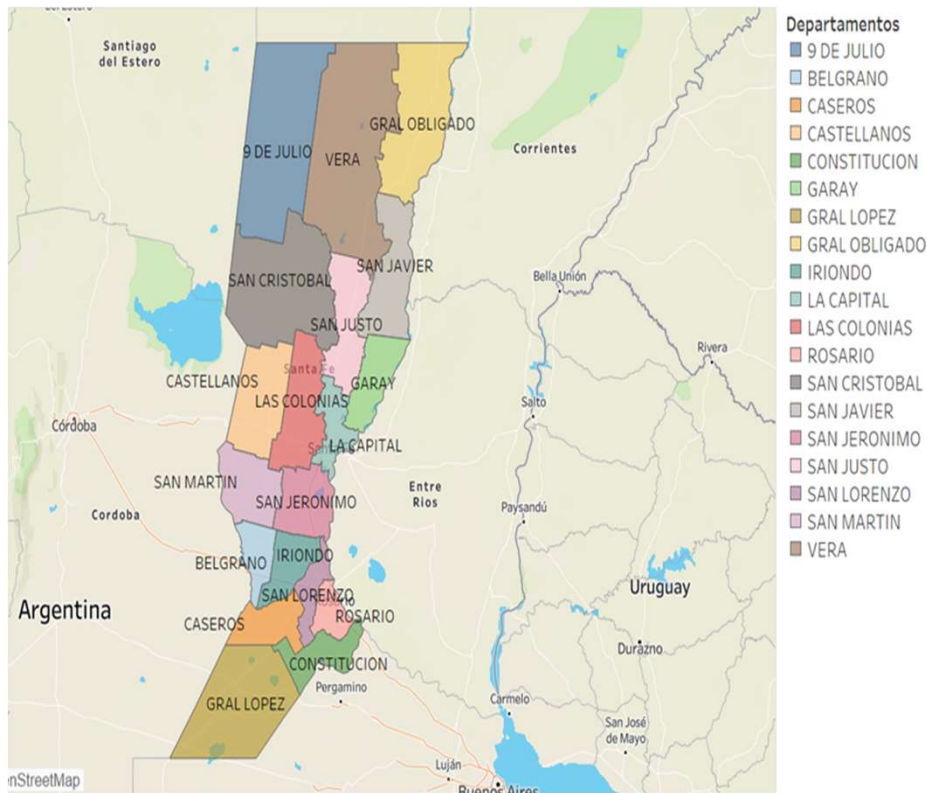 Santiago
del Estero
9 DE JULIO
VERA
GRAL OBLIGADO
Corrientes
SAN CRISTOBAL
SAN JAVIER
Bella Unión
SAN JUSTO
Rivera
CASTELLANOS
Santa Fe
GARAY
LAS COLONIAS
Salto
Córdoba
LA CAPITAL
SAN MARTIN
SAN JERONIMO
Entre
Rios
Cordoba
Paysandú
BELGRANO
IRIONDO
Uruguay
SAN LORENZO
Argentina
CASEROS
ROSARIO
Durazno
CONSTITUCION
Pergamino
GRAL LOPEZ
Carmelo
San José
de Mayo
Luján
Buenos Aires
enStreetMap
Departamentos
9 DE JULIO
BELGRANO
CASEROS
CASTELLANOS
CONSTITUCION
GARAY
GRAL LOPEZ
GRAL OBLIGADO
IRIONDO
LA CAPITAL
LAS COLONIAS
ROSARIO
SAN CRISTOBAL
SAN JAVIER
SAN JERONIMO
SAN JUSTO
SAN LORENZO
SAN MARTIN
VERA